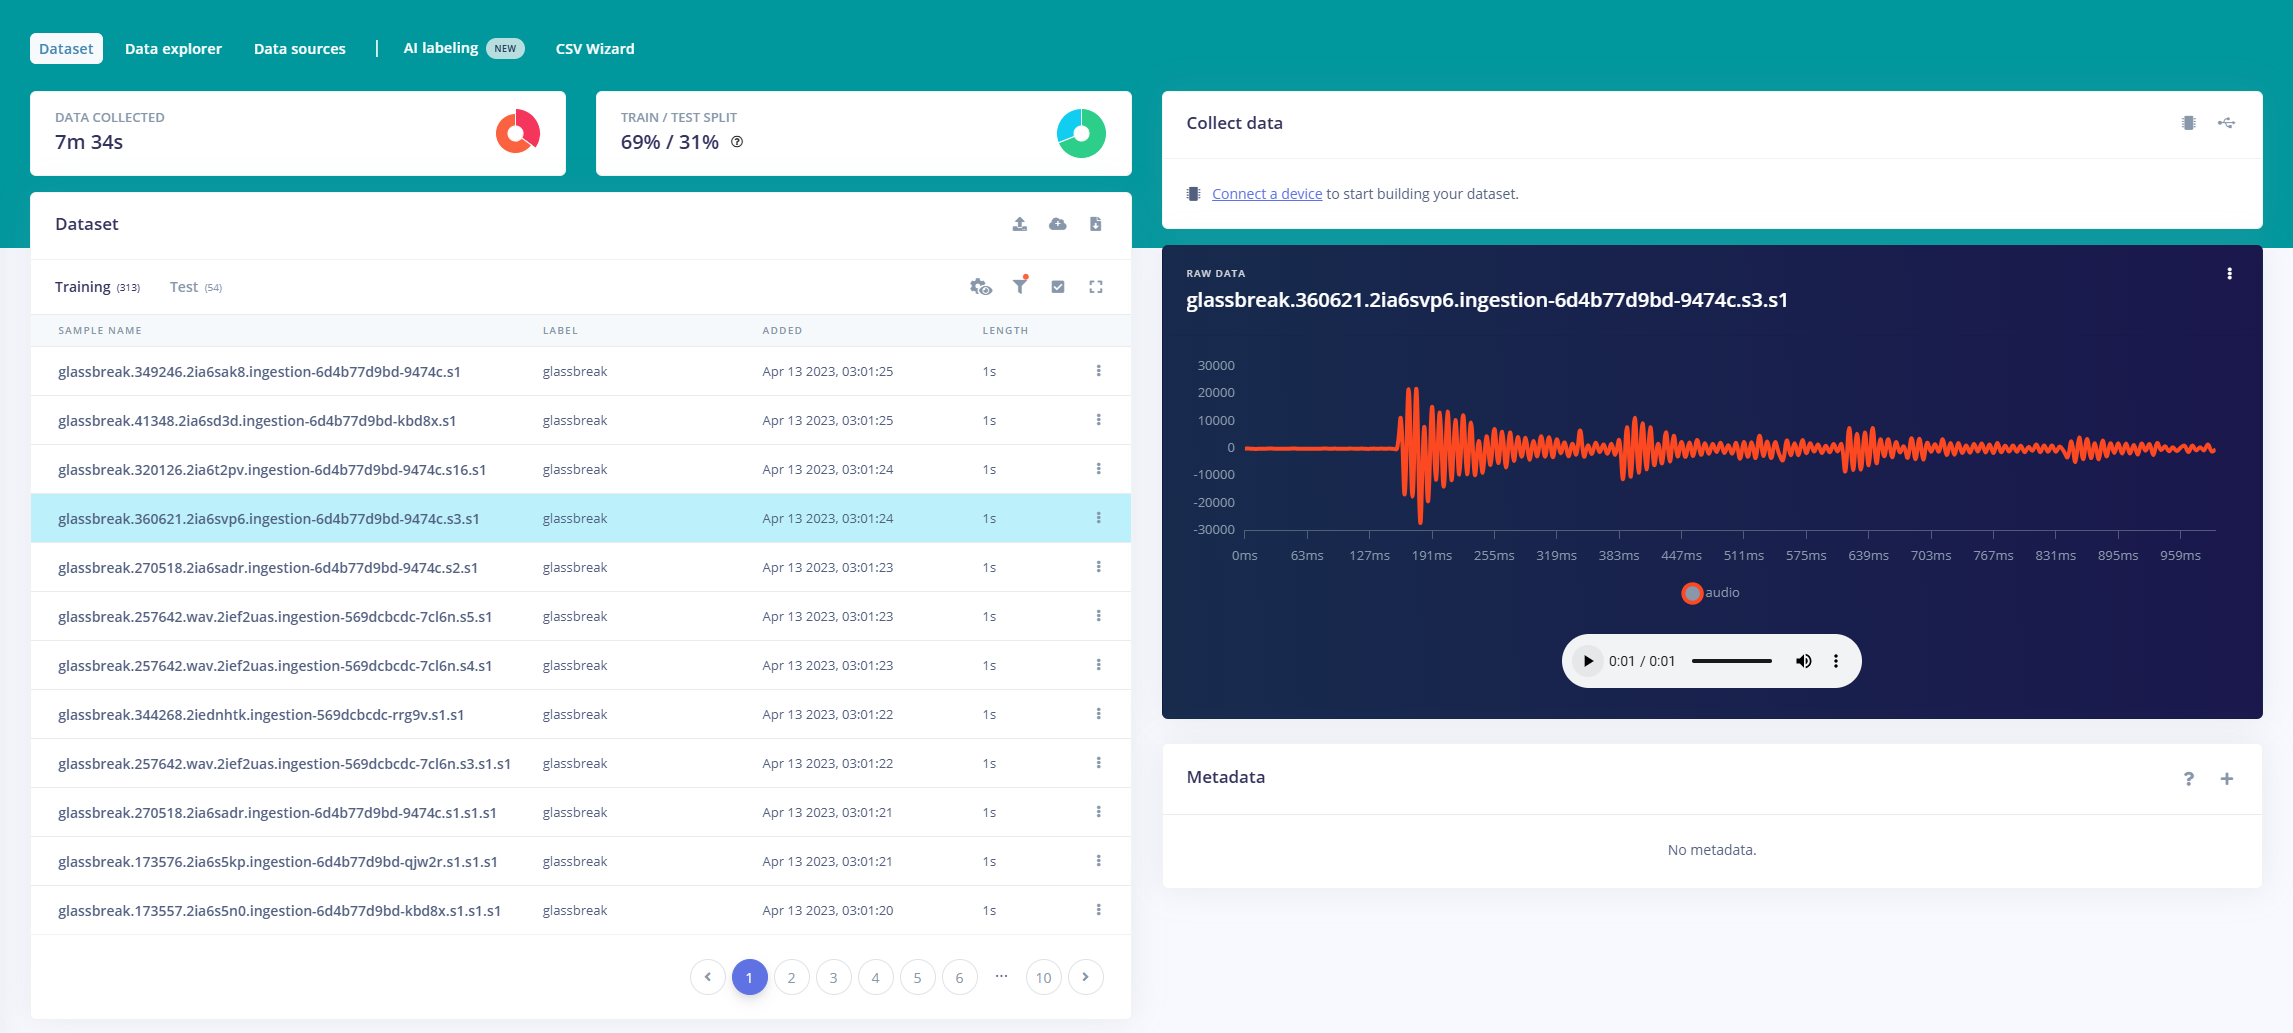 Dataset Data explorer Data sources | AI labeling NEW CSV Wizard
DATA COLLECTED
7m 34s
TRAIN / TEST SPLIT
69% / 31% ?
Dataset
Training (313) Test (54)
SAMPLE NAME LABEL ADDED LENGTH
glassbreak.349246.2ia6sak8.ingestion-6d4b77d9bd-9474c.s1 glassbreak Apr 13 2023, 03:01:25 1s
glassbreak.41348.2ia6sd3d.ingestion-6d4b77d9bd-kbd8x.s1 glassbreak Apr 13 2023, 03:01:25 1s
glassbreak.320126.2ia6t2pv.ingestion-6d4b77d9bd-9474c.s16.s1 glassbreak Apr 13 2023, 03:01:24 1s
glassbreak.360621.2ia6svp6.ingestion-6d4b77d9bd-9474c.s3.s1 glassbreak Apr 13 2023, 03:01:24 1s
glassbreak.270518.2ia6sadr.ingestion-6d4b77d9bd-9474c.s2.s1 glassbreak Apr 13 2023, 03:01:23 1s
glassbreak.257642.wav.2ief2uas.ingestion-569dcbcdc-7cl6n.s5.s1 glassbreak Apr 13 2023, 03:01:23 1s
glassbreak.257642.wav.2ief2uas.ingestion-569dcbcdc-7cl6n.s4.s1 glassbreak Apr 13 2023, 03:01:23 1s
glassbreak.344268.2iednhtk.ingestion-569dcbcdc-rrg9v.s1.s1 glassbreak Apr 13 2023, 03:01:22 1s
glassbreak.257642.wav.2ief2uas.ingestion-569dcbcdc-7cl6n.s3.s1.s1 glassbreak Apr 13 2023, 03:01:22 1s
glassbreak.270518.2ia6sadr.ingestion-6d4b77d9bd-9474c.s1.s1.s1 glassbreak Apr 13 2023, 03:01:21 1s
glassbreak.173576.2ia6s5kp.ingestion-6d4b77d9bd-qjw2r.s1.s1.s1 glassbreak Apr 13 2023, 03:01:21 1s
glassbreak.173557.2ia6s5n0.ingestion-6d4b77d9bd-kbd8x.s1.s1.s1 glassbreak Apr 13 2023, 03:01:20 1s
1 2 3 4 5 6 ... 10
Collect data
Connect a device to start building your dataset.
RAW DATA
glassbreak.360621.2ia6svp6.ingestion-6d4b77d9bd-9474c.s3.s1
30000
20000
10000
0
-10000
-20000
-30000
0ms 63ms 127ms 191ms 255ms 319ms 383ms 447ms 511ms 575ms 639ms 703ms 767ms 831ms 895ms 959ms
audio
0:01 / 0:01
Metadata ? +
No metadata.